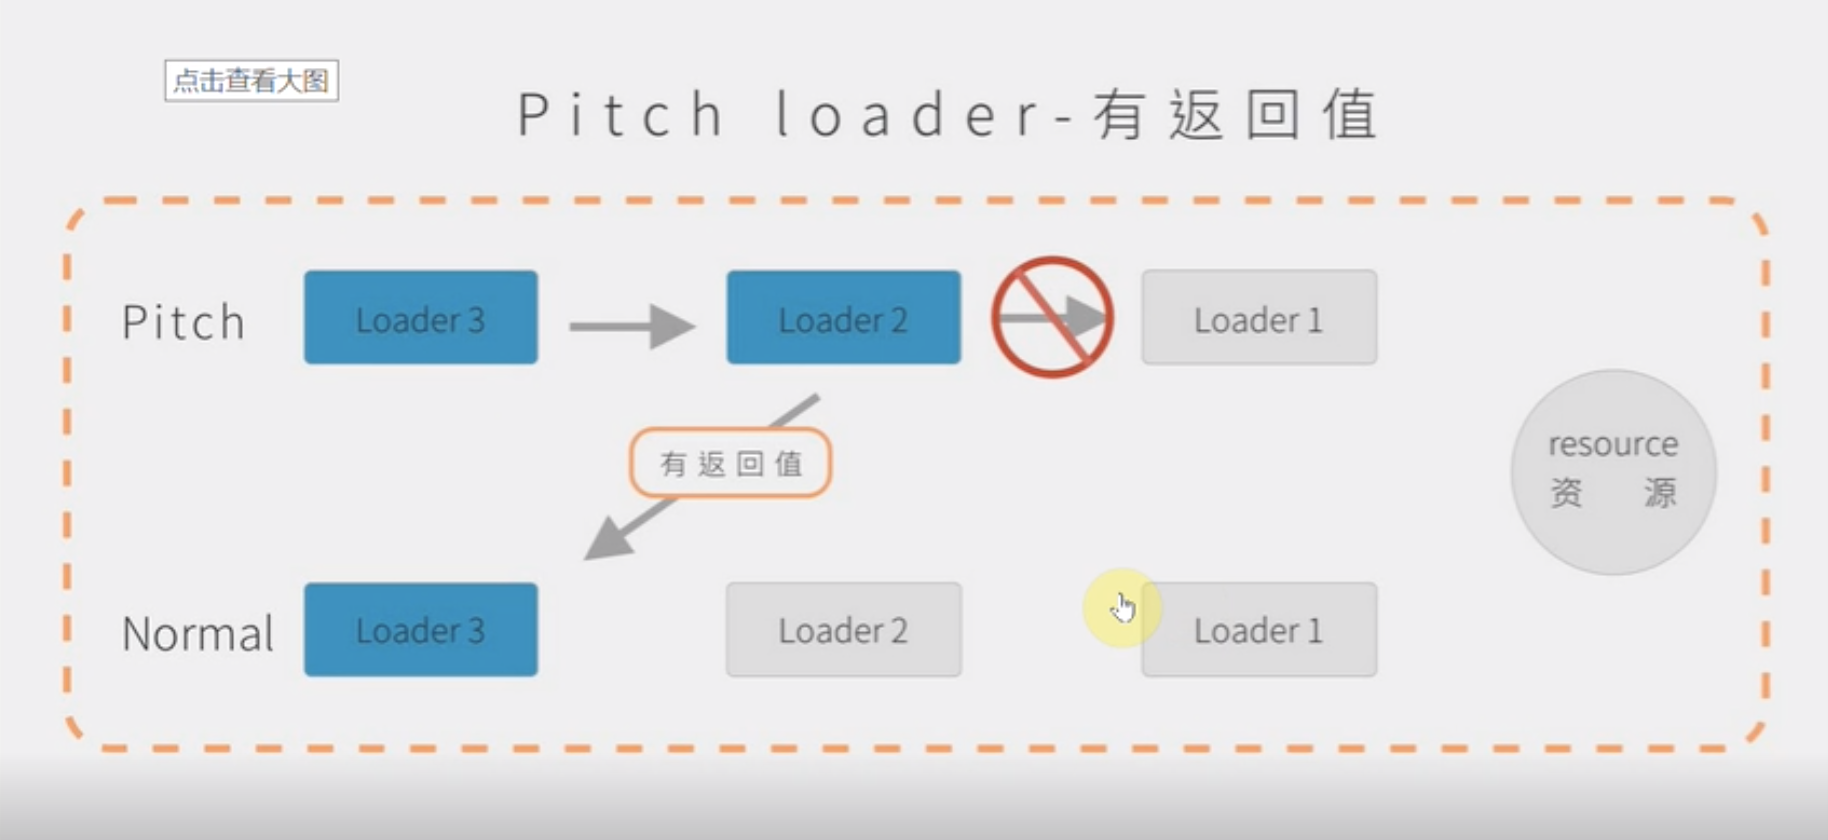 点击查看大图
Pitch loader-有返回值
Pitch
Loader 3
Loader 2
Loader 1
有返回值
resource
资 源
Normal
Loader 3
Loader 2
Loader 1